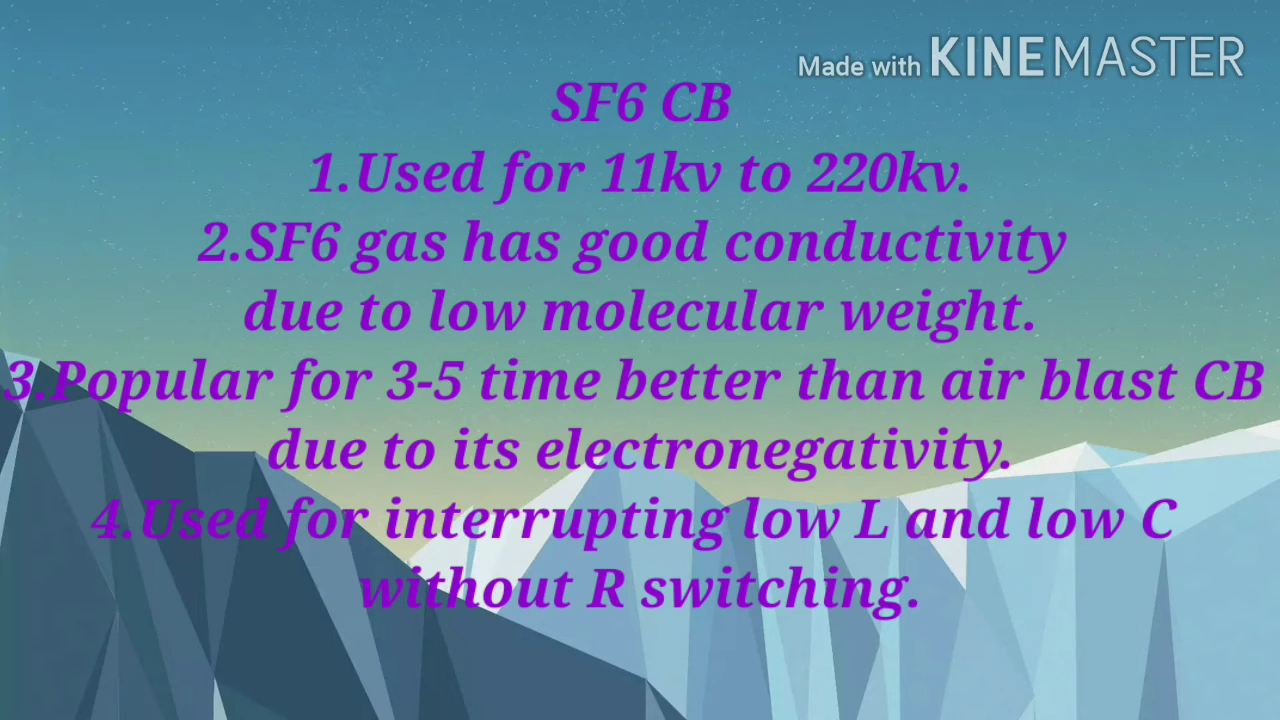 Made with KINEMASTER
SF6 CB
1.Used for 11kv to 220kv.
2.SF6 gas has good conductivity
due to low molecular weight.
3.Popular for 3-5 time better than air blast CB
due to its electronegativity.
4.Used for interrupting low L and low C
without R switching.